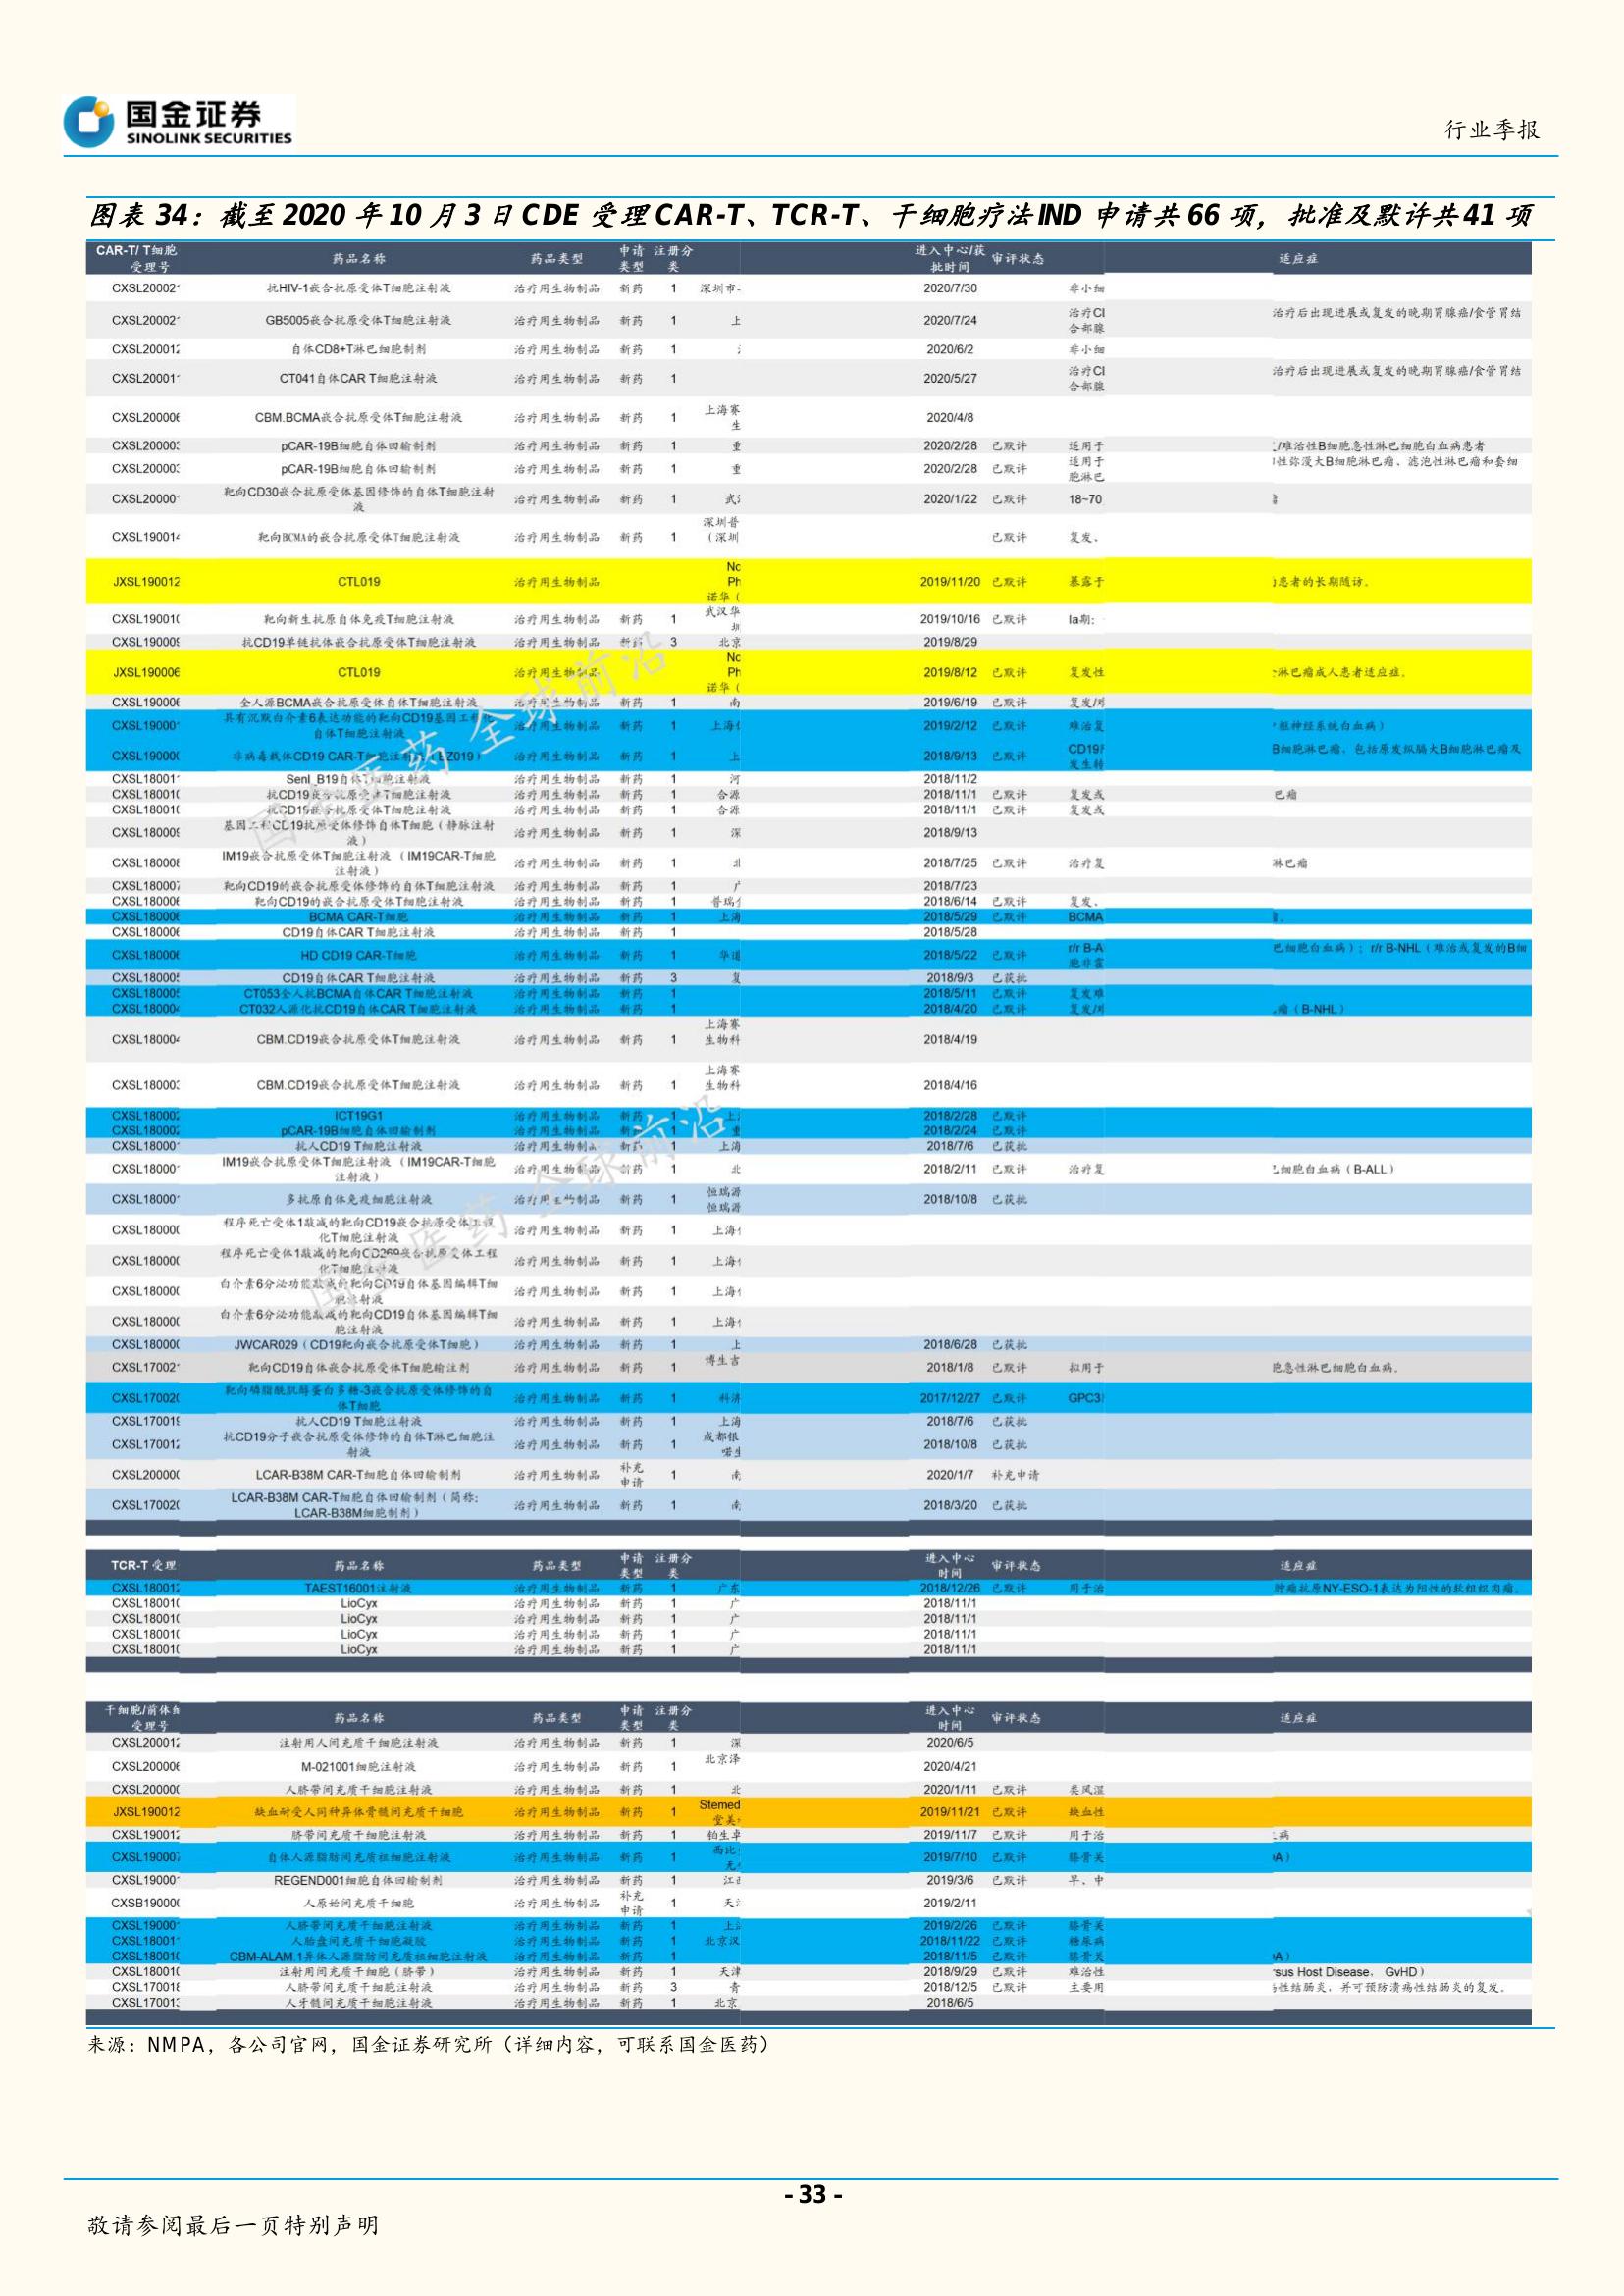 国金证券
SINOLINK SECURITIES
行业季报
图表 34：截至 2020 年 10 月 3 日 CDE 受理 CAR-T、TCR-T、干细胞疗法 IND 申请共 66 项，批准及默许共 41 项
CAR-T/ T细胞 受理号 药品名称 药品类型 申请类型 注册分类 进入中心/获批时间 审评状态 适应症
CXSL20002 抗HIV-1嵌合抗原受体T细胞注射液 治疗用生物制品 新药 1 深圳市 2020/7/30 非小细
CXSL20002 GB5005嵌合抗原受体T细胞注射液 治疗用生物制品 新药 1 上 2020/7/24 治疗Cl 治疗后出现进展或复发的晚期胃腺癌/食管胃结
合部腺
CXSL20001 自体CD8+T淋巴细胞制剂 治疗用生物制品 新药 1 2020/6/2 非小细
CXSL20001 CT041自体CAR T细胞注射液 治疗用生物制品 新药 1 2020/5/27 治疗Cl 治疗后出现进展或复发的晚期胃腺癌/食管胃结
合部腺
CXSL20000 CBM.BCMA嵌合抗原受体T细胞注射液 治疗用生物制品 新药 1 上海赛 生 2020/4/8
CXSL20000 pCAR-19B细胞自体回输制剂 治疗用生物制品 新药 1 重 2020/2/28 已默许 适用于 /难治性B细胞急性淋巴细胞白血病患者
CXSL20000 pCAR-19B细胞自体回输制剂 治疗用生物制品 新药 1 重 2020/2/28 已默许 适用于 性弥漫大B细胞淋巴瘤、滤泡性淋巴瘤和套细
胞淋巴
CXSL20000 靶向CD30嵌合抗原受体基因修饰的自体T细胞注射液 治疗用生物制品 新药 1 武 2020/1/22 已默许 18~70
CXSL19001 靶向BCMA的嵌合抗原受体T细胞注射液 治疗用生物制品 新药 1 深圳普（深圳 已默许 复发、
JXSL190012 CTL019 治疗用生物制品 Nc Ph 诺华（ 2019/11/20 已默许 暴露于 患者的长期随访。
CXSL19001 靶向新生抗原自体免疫T细胞注射液 治疗用生物制品 新药 1 武汉华 2019/10/16 已默许 Ia期:
CXSL19000 抗CD19单链抗体嵌合抗原受体T细胞注射液 治疗用生物制品 新药 3 北京 2019/8/29
JXSL190006 CTL019 治疗用生物制品 Nc Ph 诺华（ 2019/8/12 已默许 复发性 淋巴瘤成人患者适应症。
CXSL19000 全人源BCMA嵌合抗原受体自体T细胞注射液 治疗用生物制品 新药 1 南 2019/6/19 已默许 复发/
CXSL19000 具有沉默白介素6表达功能的靶向CD19基因工程化自体T细胞注射液 治疗用生物制品 新药 1 上海 2019/2/12 已默许 难治复 枢神经系统白血病）
CXSL19000 非病毒载体CD19 CAR-T细胞注射液（BZ019） 治疗用生物制品 新药 1 上 2018/9/13 已默许 CD19 B细胞淋巴瘤，包括原发纵膈大B细胞淋巴瘤及
发生转
CXSL18001 Senl_B19自体T细胞注射液 治疗用生物制品 新药 1 河 2018/11/2
CXSL18001 抗CD19嵌合抗原受体T细胞注射液 治疗用生物制品 新药 1 合源 2018/11/1 已默许 复发或 巴瘤
CXSL18001 抗CD19嵌合抗原受体T细胞注射液 治疗用生物制品 新药 1 合源 2018/11/1 已默许 复发或
CXSL18000 基因工程CD19抗原受体修饰自体T细胞（静脉注射液） 治疗用生物制品 新药 1 深 2018/9/13
CXSL18000 IM19嵌合抗原受体T细胞注射液（IM19CAR-T细胞注射液） 治疗用生物制品 新药 1 2018/7/25 已默许 治疗复 淋巴瘤
CXSL18000 靶向CD19的嵌合抗原受体修饰的自体T细胞注射液 治疗用生物制品 新药 1 2018/7/23
CXSL18000 靶向CD19的嵌合抗原受体T细胞注射液 治疗用生物制品 新药 1 普瑞 2018/6/14 已默许 复发、
CXSL18000 BCMA CAR-T细胞 治疗用生物制品 新药 1 上海 2018/5/29 已默许 BCMA
CXSL18000 CD19自体CAR T细胞注射液 治疗用生物制品 新药 1 2018/5/28
CXSL18000 HD CD19 CAR-T细胞 治疗用生物制品 新药 1 华道 2018/5/22 已默许 r/r B-A 巴细胞白血病）；r/r B-NHL（难治或复发的B细
胞非霍
CXSL18000 CD19自体CAR T细胞注射液 治疗用生物制品 新药 3 复 2018/9/3 已获批
CXSL18000 CT053全人抗BCMA自体CAR T细胞注射液 治疗用生物制品 新药 1 2018/5/11 已默许 复发难
CXSL18000 CT032人源化抗CD19自体CAR T细胞注射液 治疗用生物制品 新药 1 2018/4/20 已默许 复发/ 瘤（B-NHL）
CXSL18000 CBM.CD19嵌合抗原受体T细胞注射液 治疗用生物制品 新药 1 上海赛 生物科 2018/4/19
CXSL18000 CBM.CD19嵌合抗原受体T细胞注射液 治疗用生物制品 新药 1 上海赛 生物科 2018/4/16
CXSL18000 ICT19G1 治疗用生物制品 新药 1 上 2018/2/28 已默许
CXSL18000 pCAR-19B细胞自体回输制剂 治疗用生物制品 新药 1 重 2018/2/24 已默许
CXSL18000 抗人CD19 T细胞注射液 治疗用生物制品 新药 1 上海 2018/7/6 已获批
CXSL18000 IM19嵌合抗原受体T细胞注射液（IM19CAR-T细胞注射液） 治疗用生物制品 新药 1 北 2018/2/11 已默许 治疗复 细胞白血病（B-ALL）
CXSL18000 多抗原自体免疫细胞注射液 治疗用生物制品 新药 1 恒瑞源 恒瑞源 2018/10/8 已获批
CXSL18000 程序死亡受体1敲减的靶向CD19嵌合抗原受体工程化T细胞注射液 治疗用生物制品 新药 1 上海
CXSL18000 程序死亡受体1敲减的靶向CD269嵌合抗原受体工程化T细胞注射液 治疗用生物制品 新药 1 上海
CXSL18000 白介素6分泌功能敲减的靶向CD19自体基因编辑T细胞注射液 治疗用生物制品 新药 1 上海
CXSL18000 白介素6分泌功能敲减的靶向CD19自体基因编辑T细胞注射液 治疗用生物制品 新药 1 上海
CXSL18000 JWCAR029（CD19靶向嵌合抗原受体T细胞） 治疗用生物制品 新药 1 上 2018/6/28 已获批
CXSL17002 靶向CD19自体嵌合抗原受体T细胞输注剂 治疗用生物制品 新药 1 博生吉 2018/1/8 已默许 拟用于 胞急性淋巴细胞白血病。
CXSL17002 靶向磷脂酰肌醇蛋白多糖-3嵌合抗原受体修饰的自体T细胞 治疗用生物制品 新药 1 科济 2017/12/27 已默许 GPC3
CXSL17001 抗人CD19 T细胞注射液 治疗用生物制品 新药 1 上海 2018/7/6 已获批
CXSL17001 抗CD19分子嵌合抗原受体修饰的自体T淋巴细胞注射液 治疗用生物制品 新药 1 成都银 喏 2018/10/8 已获批
CXSL20000 LCAR-B38M CAR-T细胞自体回输制剂 治疗用生物制品 补充申请 1 南 2020/1/7 补充申请
CXSL17002 LCAR-B38M CAR-T细胞自体回输制剂（简称：LCAR-B38M细胞制剂） 治疗用生物制品 新药 1 南 2018/3/20 已获批
TCR-T 受理 药品名称 药品类型 申请类型 注册分类 进入中心时间 审评状态 适应症
CXSL18001 TAEST16001注射液 治疗用生物制品 新药 1 广东 2018/12/26 已默许 用于治 肿瘤抗原NY-ESO-1表达为阳性的软组织肉瘤。
CXSL18001 LioCyx 治疗用生物制品 新药 1 广 2018/11/1
CXSL18001 LioCyx 治疗用生物制品 新药 1 广 2018/11/1
CXSL18001 LioCyx 治疗用生物制品 新药 1 广 2018/11/1
CXSL18001 LioCyx 治疗用生物制品 新药 1 广 2018/11/1
干细胞/前体细 受理号 药品名称 药品类型 申请类型 注册分类 进入中心时间 审评状态 适应症
CXSL20001 注射用人间充质干细胞注射液 治疗用生物制品 新药 1 深 2020/6/5
CXSL20000 M-021001细胞注射液 治疗用生物制品 新药 1 北京泽 2020/4/21
CXSL20000 人脐带间充质干细胞注射液 治疗用生物制品 新药 1 北 2020/1/11 已默许 类风湿
JXSL190012 缺血耐受人同种异体骨髓间充质干细胞 治疗用生物制品 新药 1 Stemed 堂美 2019/11/21 已默许 缺血性
CXSL19001 脐带间充质干细胞注射液 治疗用生物制品 新药 1 铂生卓 2019/11/7 已默许 用于治 病
CXSL19000 自体人源脂肪间充质祖细胞注射液 治疗用生物制品 新药 1 西比 无 2019/7/10 已默许 膝骨关 A）
CXSL19000 REGEND001细胞自体回输制剂 治疗用生物制品 新药 1 江西 2019/3/6 已默许 早、中
CXSB19000 人原始间充质干细胞 治疗用生物制品 补充申请 1 天 2019/2/11
CXSL19000 人脐带间充质干细胞注射液 治疗用生物制品 新药 1 上 2019/2/26 已默许 膝骨关
CXSL18001 人胎盘间充质干细胞凝胶 治疗用生物制品 新药 1 北京汉 2018/11/22 已默许 糖尿病
CXSL18001 CBM-ALAM.1异体人源脂肪间充质祖细胞注射液 治疗用生物制品 新药 1 2018/11/5 已默许 膝骨关 A）
CXSL18001 注射用间充质干细胞（脐带） 治疗用生物制品 新药 1 天津 2018/9/29 已默许 难治性 sus Host Disease， GvHD）
CXSL17001 人脐带间充质干细胞注射液 治疗用生物制品 新药 3 青 2018/12/5 已默许 主要用 性结肠炎，并可预防溃疡性结肠炎的复发。
CXSL17001 人牙髓间充质干细胞注射液 治疗用生物制品 新药 1 北京 2018/6/5
国金医药 全球前沿
国金医药 全球前沿
来源：NMPA，各公司官网，国金证券研究所（详细内容，可联系国金医药）
- 33 -
敬请参阅最后一页特别声明